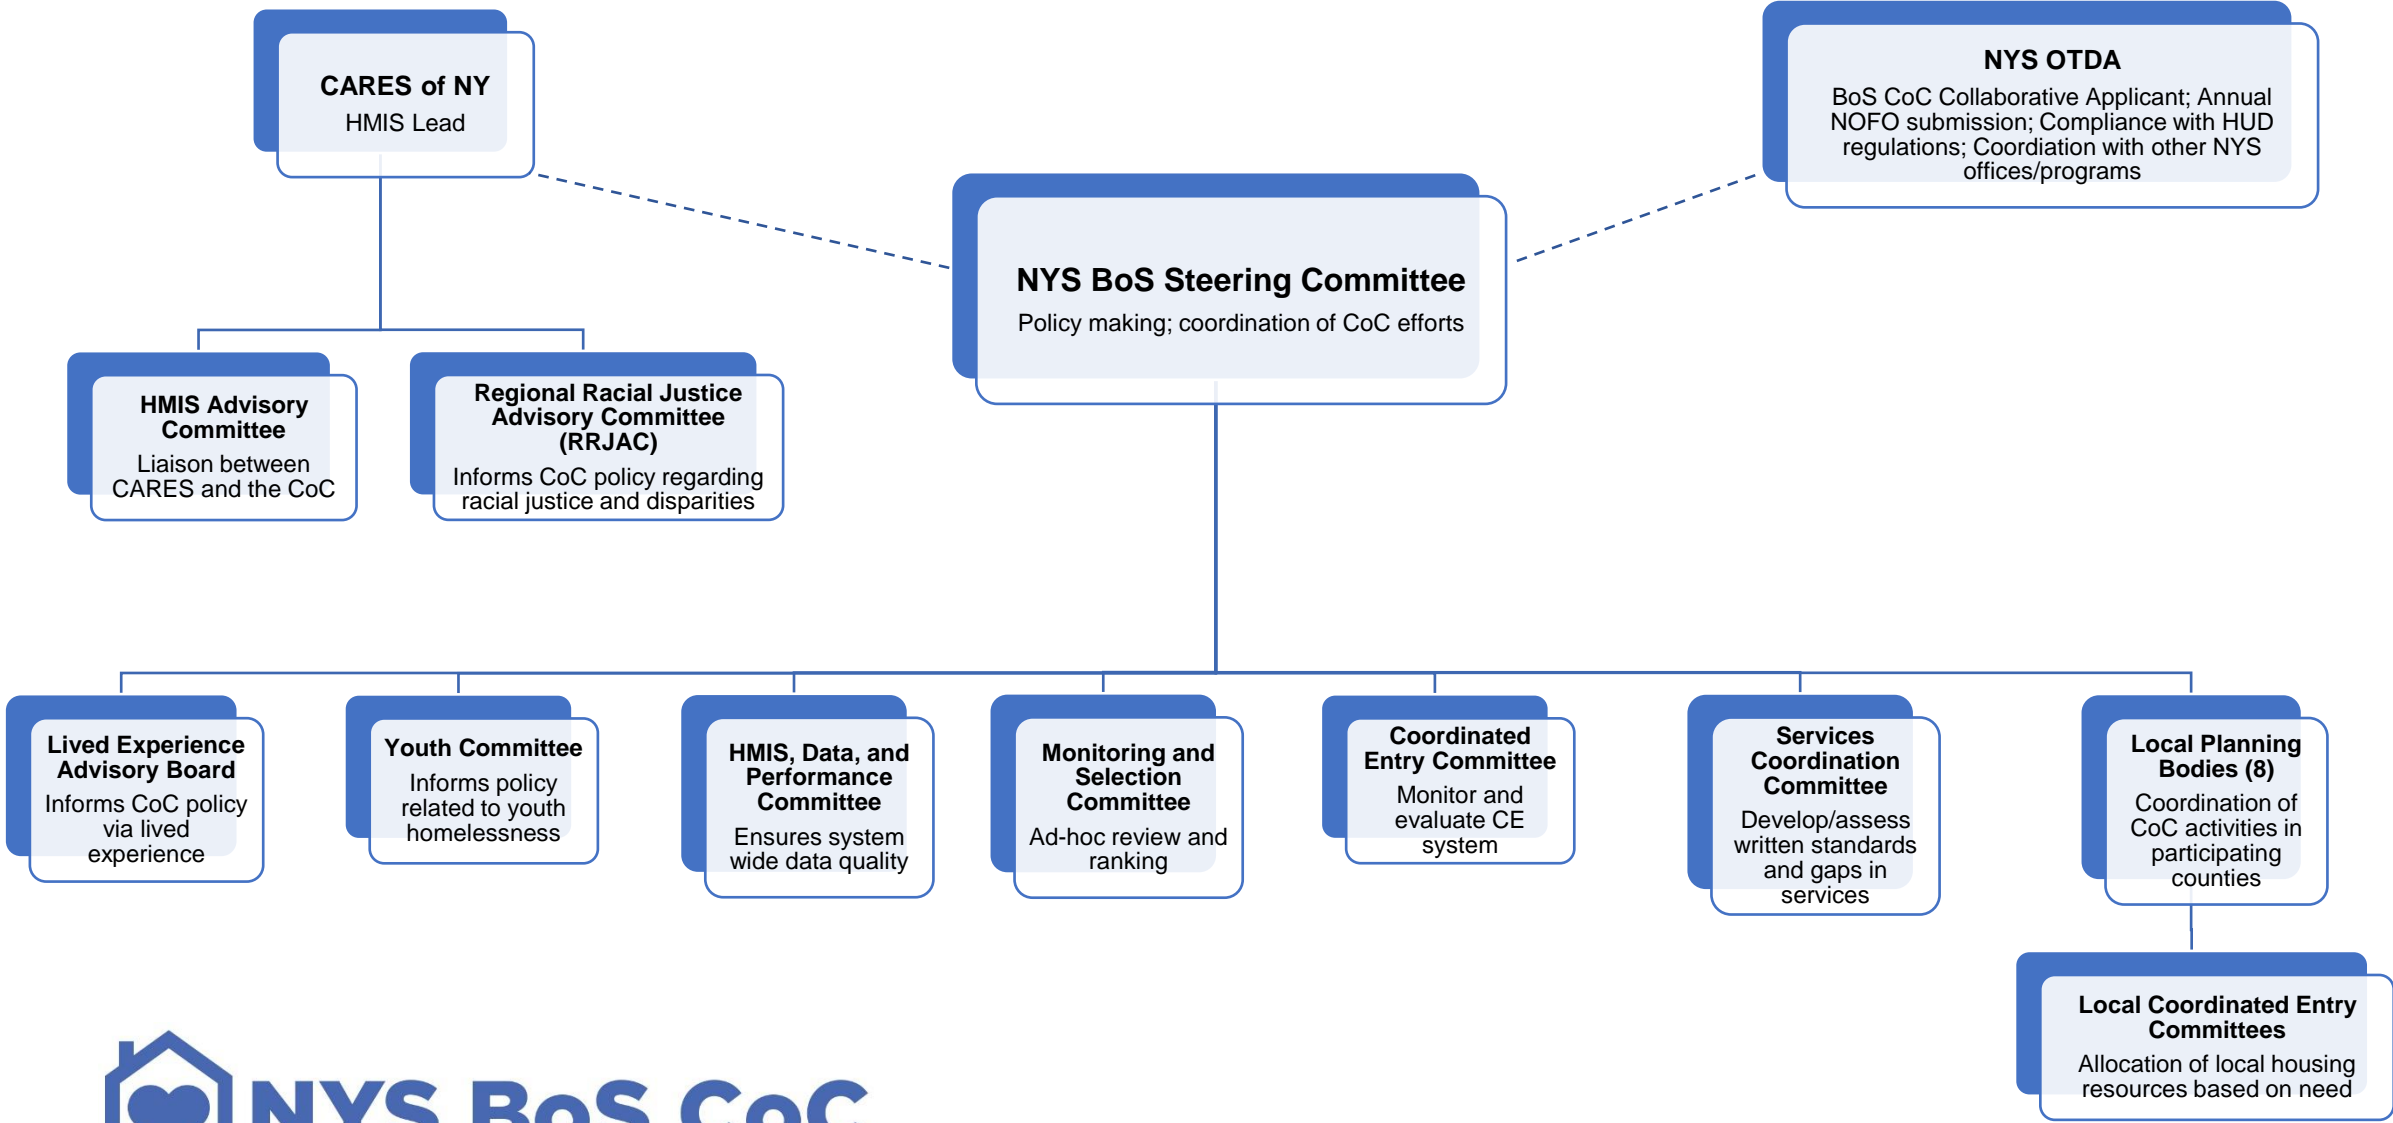 CARES of NY
HMIS Lead
NYS OTDA
BoS CoC Collaborative Applicant; Annual
NOFO submission; Compliance with HUD
regulations; Coordiation with other NYS
offices/programs
NYS BoS Steering Committee
Policy making; coordination of CoC efforts
HMIS Advisory
Committee
Liaison between
CARES and the CoC
Regional Racial Justice
Advisory Committee
(RRJAC)
Informs CoC policy regarding
racial justice and disparities
Lived Experience
Advisory Board
Informs CoC policy
via lived
experience
Youth Committee
Informs policy
related to youth
homelessness
HMIS, Data, and
Performance
Committee
Ensures system
wide data quality
Monitoring and
Selection
Committee
Ad-hoc review and
ranking
Coordinated
Entry Committee
Monitor and
evaluate CE
system
Services
Coordination
Committee
Develop/assess
written standards
and gaps in
services
Local Planning
Bodies (8)
Coordination of
CoC activities in
participating
counties
Local Coordinated Entry
Committees
Allocation of local housing
resources based on need
NYS BoS CoC